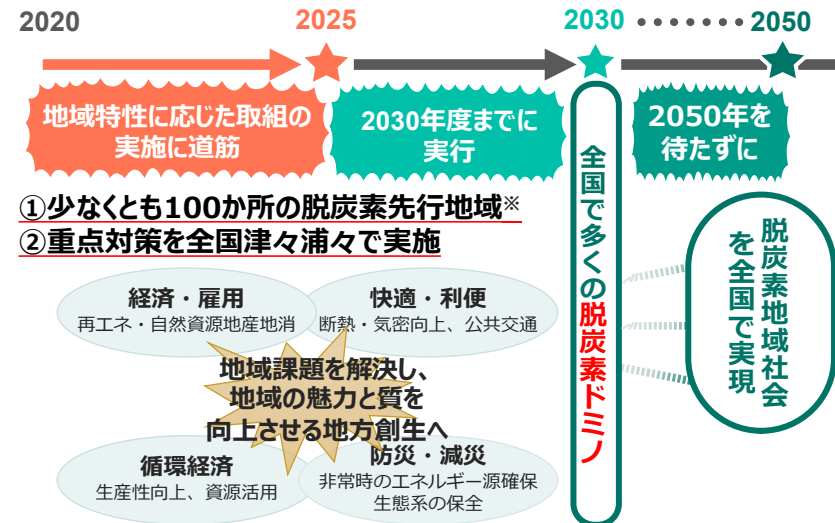 2020
2025
2030
2050
地域特性に応じた取組の
実施に道筋
2030年度までに
実行
2050年を
待たずに
①少なくとも100か所の脱炭素先行地域※
②重点対策を全国津々浦々で実施
経済・雇用
再エネ・自然資源地産地消
快適・利便
断熱・気密向上、公共交通
地域課題を解決し、
地域の魅力と質を
向上させる地方創生へ
循環経済
生産性向上、資源活用
防災・減災
非常時のエネルギー源確保
生態系の保全
全国で多くの脱炭素ドミノ
脱炭素地域社会
を全国で実現